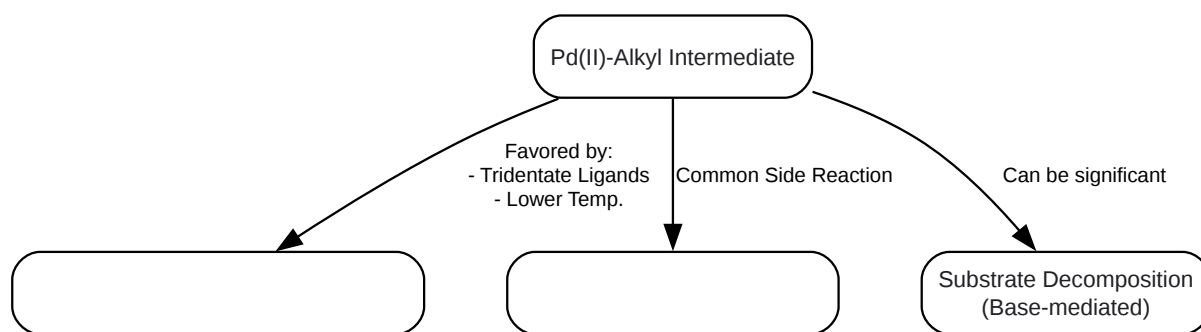 Pd(II)-Alkyl Intermediate
Favored by:
- Tridentate Ligands
- Lower Temp.
Common Side Reaction
Can be significant
Substrate Decomposition
(Base-mediated)